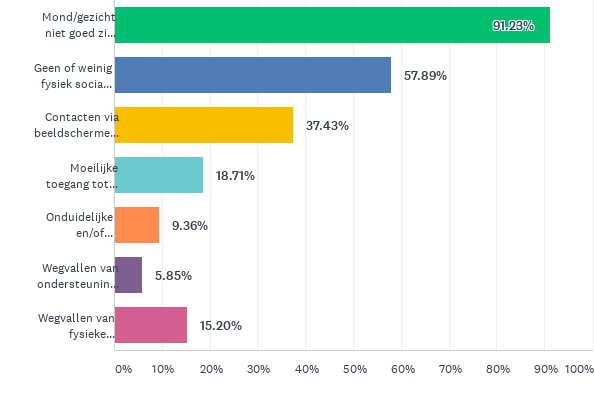 Mond/gezicht
niet goed zi...
91.23%
Geen of weinig
fysiek socia...
57.89%
Contacten via
beeldscherme...
37.43%
Moeilijke
toegang tot...
18.71%
Onduidelijke
en/of...
9.36%
Wegvallen van
ondersteunin...
5.85%
Wegvallen van
fysieke...
15.20%
0% 10% 20% 30% 40% 50% 60% 70% 80% 90% 100%